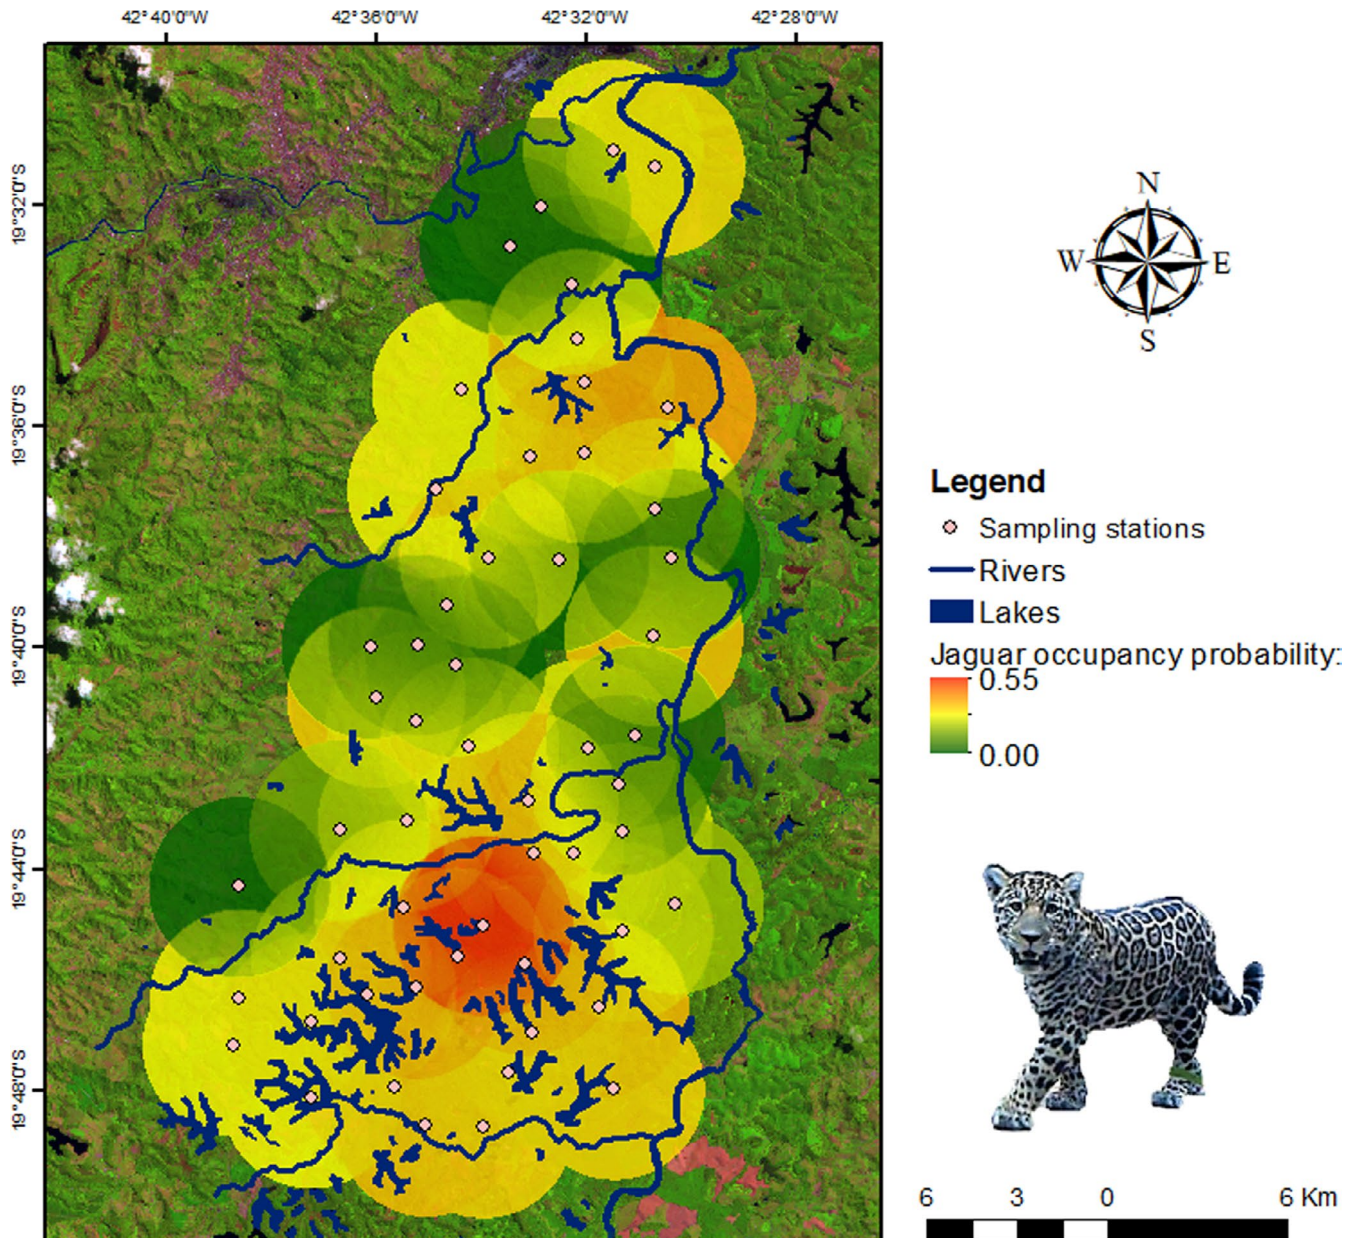 42°40'0"W 42°36'0"W 42°32'0"W 42°28'0"W
19°32'0"S
19°36'0"S
19°40'0"S
19°44'0"S
19°48'0"S
N
W E
S
Legend
Sampling stations
Rivers
Lakes
Jaguar occupancy probability:
0.55
0.00
6 3 0 6 Km